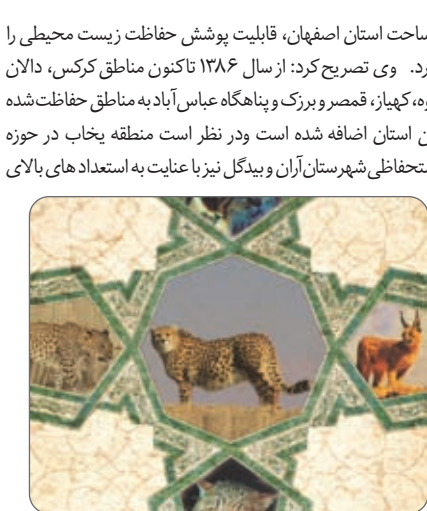 ساحت استان اصفهان، قابلیت پوشش حفاظت زیست محیطی را
رد. وی تصریح کرد: از سال ۱۳۸۶ تاکنون مناطق کرکس، دالان
وه، کهیاز، قمصر و برزک و پناهگاه عباس‌آباد به مناطق حفاظت شده
ن استان اضافه شده است ودر نظر است منطقه یخاب در حوزه
ستحفاظی شهرستان آران و بیدگل نیز با عنایت به استعداد های بالای